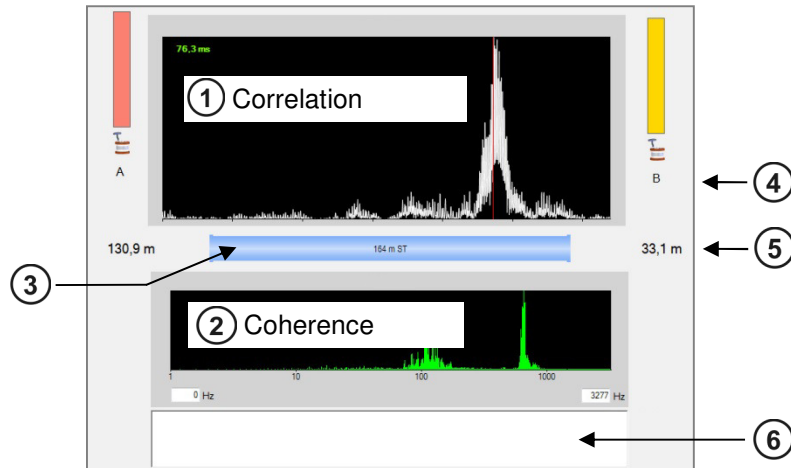 76,3 ms
1 Correlation
A
B
4
130,9 m
164 m ST
33,1 m
5
3
2 Coherence
1 10 100 1000
0 Hz
3277 Hz
6